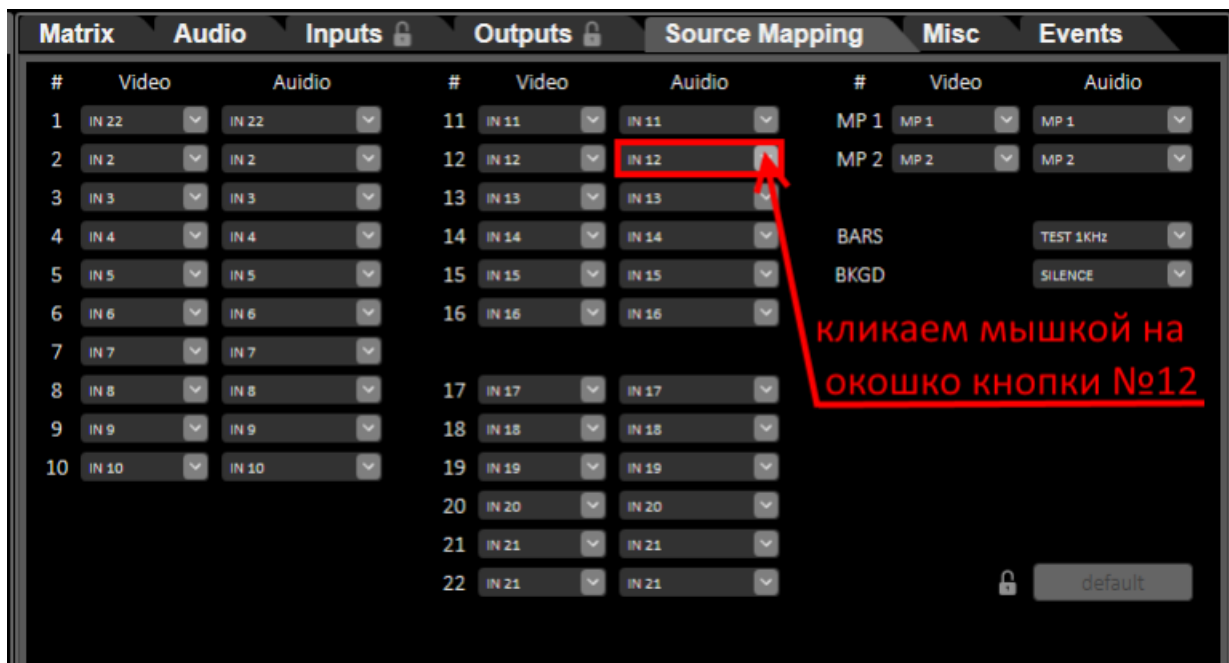 Matrix Audio Inputs Outputs Source Mapping Misc Events
# Video Auidio # Video Auidio # Video Auidio
1 IN 22 IN 22 11 IN 11 IN 11 MP 1 MP 1 MP 1
2 IN 2 IN 2 12 IN 12 IN 12 MP 2 MP 2 MP 2
3 IN 3 IN 3 13 IN 13 IN 13
4 IN 4 IN 4 14 IN 14 IN 14 BARS TEST 1KHz
5 IN 5 IN 5 15 IN 15 IN 15 BKGD SILENCE
6 IN 6 IN 6 16 IN 16 IN 16
кликаем мышкой на
7 IN 7 IN 7
8 IN 8 IN 8 17 IN 17 IN 17
окошко кнопки №12
9 IN 9 IN 9 18 IN 18 IN 18
10 IN 10 IN 10 19 IN 19 IN 19
20 IN 20 IN 20
21 IN 21 IN 21
22 IN 21 IN 21
default